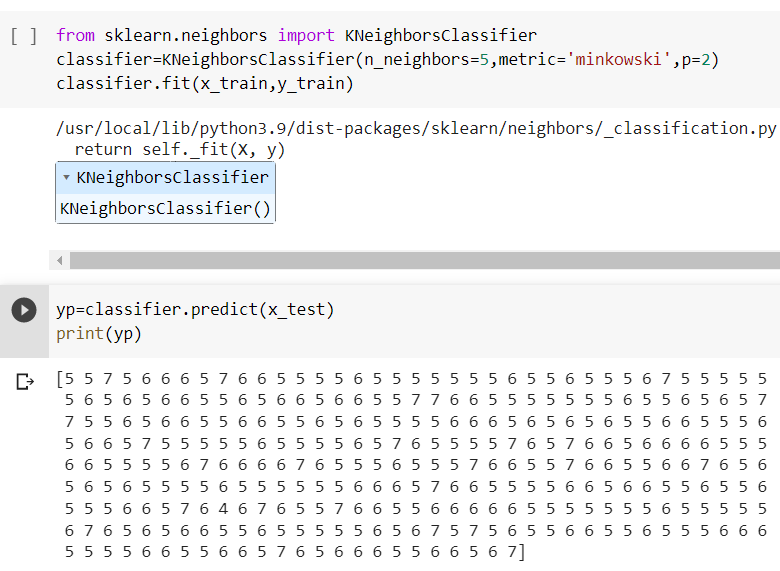 [ ] from sklearn.neighbors import KNeighborsClassifier
classifier=KNeighborsClassifier(n_neighbors=5,metric='minkowski',p=2)
classifier.fit(x_train,y_train)
/usr/local/lib/python3.9/dist-packages/sklearn/neighbors/_classification.py
return self._fit(X, y)
KNeighborsClassifier
KNeighborsClassifier()
yp=classifier.predict(x_test)
print(yp)
[5 5 7 5 6 6 6 5 7 6 6 5 5 5 5 6 5 5 5 5 5 5 5 6 5 5 6 5 5 5 6 7 5 5 5 5 5
5 6 5 6 5 6 6 5 5 6 5 6 6 5 6 6 5 5 7 7 6 6 5 5 5 5 5 5 5 6 5 5 6 5 6 5 7
7 5 5 6 5 6 6 5 5 6 6 5 5 6 5 6 5 5 5 5 6 6 6 5 6 5 6 5 6 5 5 6 6 5 5 5 6
5 6 6 5 7 5 5 5 5 5 6 5 5 5 5 6 5 7 6 5 5 5 5 7 6 5 7 6 6 5 6 6 6 6 5 5 5
6 6 5 5 5 5 6 7 6 6 6 6 7 6 5 5 5 6 5 5 5 7 6 6 5 5 7 6 6 5 5 6 6 7 6 5 6
5 6 5 6 5 5 5 5 6 5 5 5 5 5 5 6 6 6 5 7 6 6 5 5 5 5 6 6 5 6 6 5 5 6 5 5 6
5 5 5 6 6 5 7 6 4 6 7 6 5 5 7 6 6 5 5 6 6 6 6 6 5 5 5 5 5 5 5 6 5 5 5 5 5
6 7 6 5 6 5 6 6 5 5 6 5 5 5 5 5 5 6 5 6 7 5 7 5 6 5 5 6 6 5 5 6 5 5 5 6 6 6
5 5 5 5 6 6 5 5 6 6 5 7 6 5 6 6 6 5 5 6 6 5 6 7]